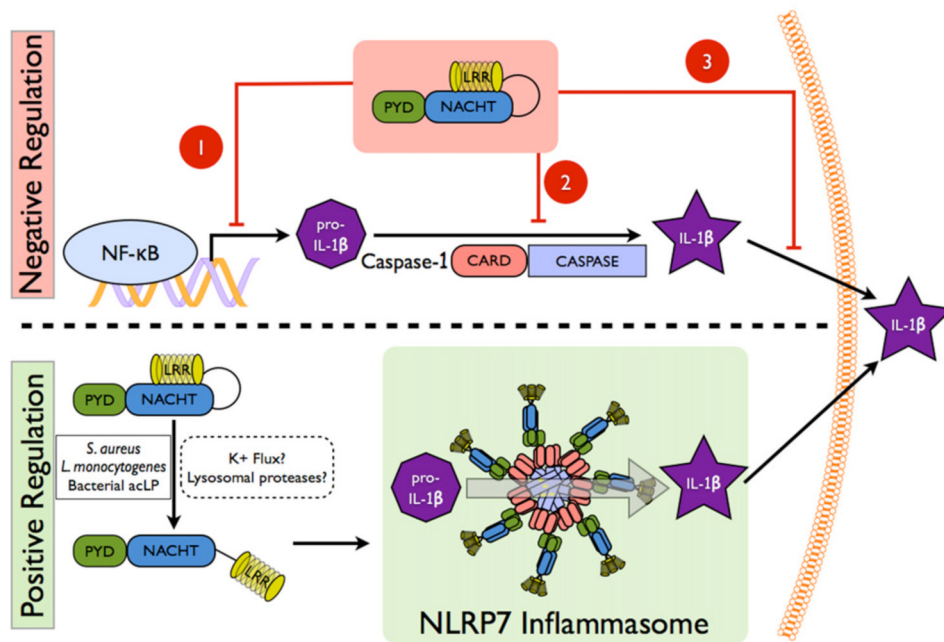 Negative Regulation
LRR
PYD
NACHT
1
2
3
NF-κB
pro-
IL-1β
Caspase-1
CARD
CASPASE
IL-1β
IL-1β
Positive Regulation
LRR
PYD
NACHT
S. aureus
L. monocytogenes
Bacterial acLP
K+ Flux?
Lysosomal proteases?
PYD
NACHT
LRR
pro-
IL-1β
IL-1β
NLRP7 Inflammasome